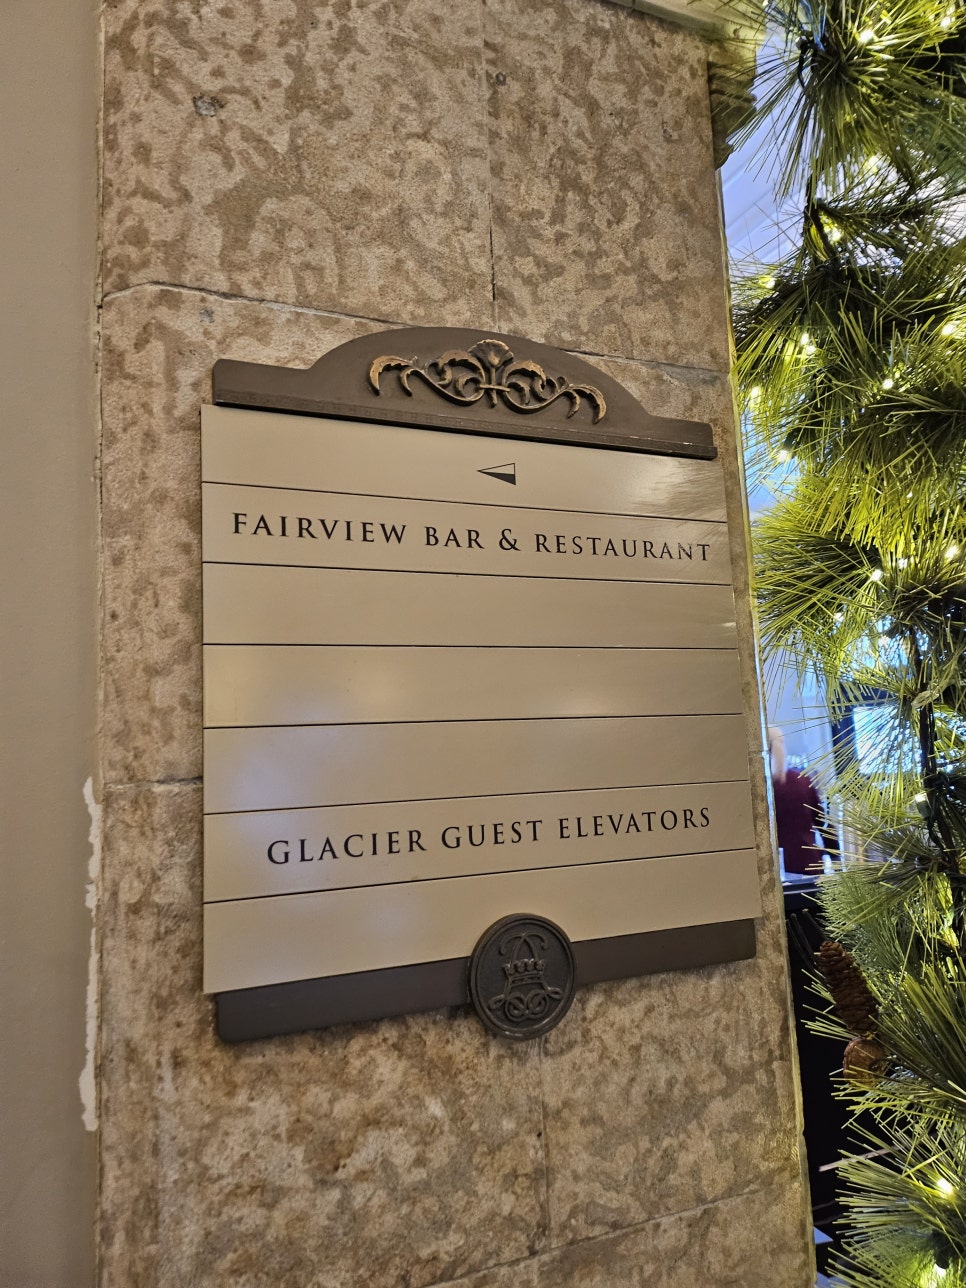 FAIRVIEW BAR & RESTAURANT
GLACIER GUEST ELEVATORS